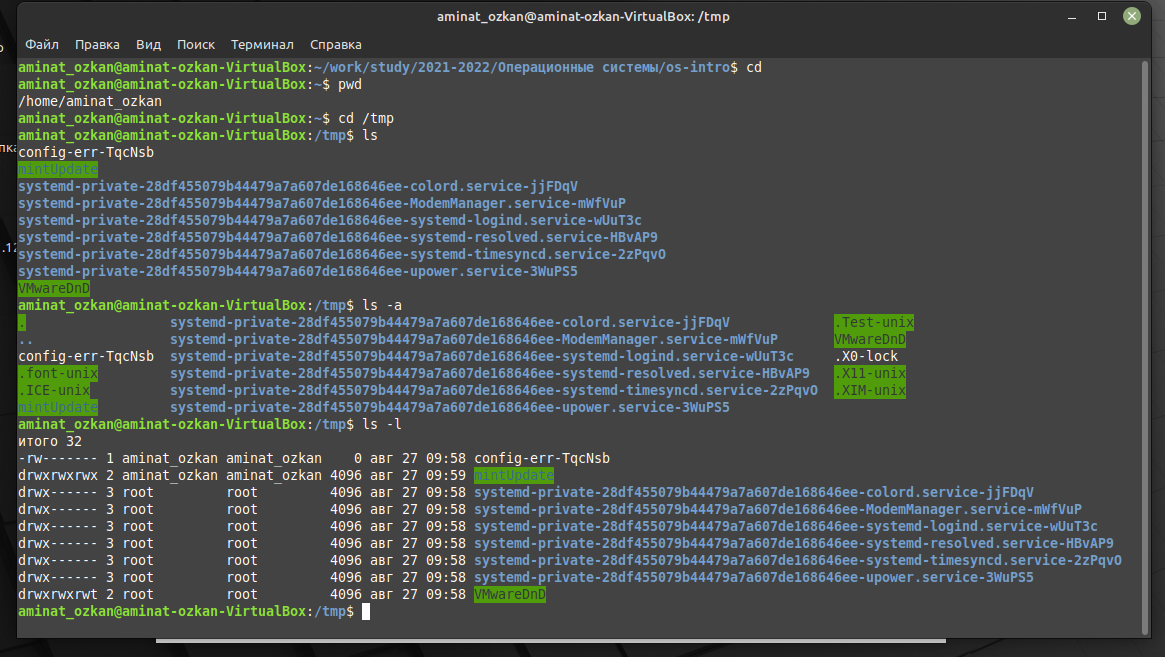 aminat_ozkan@aminat-ozkan-VirtualBox: /tmp
Файл Правка Вид Поиск Терминал Справка
aminat_ozkan@aminat-ozkan-VirtualBox:~/work/study/2021-2022/Операционные системы/os-intro$ cd
aminat_ozkan@aminat-ozkan-VirtualBox:~$ pwd
/home/aminat_ozkan
aminat_ozkan@aminat-ozkan-VirtualBox:~$ cd /tmp
aminat_ozkan@aminat-ozkan-VirtualBox:/tmp$ ls
config-err-TqcNsb
mintUpdate
systemd-private-28df455079b44479a7a607de168646ee-colord.service-jjFDqV
systemd-private-28df455079b44479a7a607de168646ee-ModemManager.service-mWfVuP
systemd-private-28df455079b44479a7a607de168646ee-systemd-logind.service-wUuT3c
systemd-private-28df455079b44479a7a607de168646ee-systemd-resolved.service-HBvAP9
systemd-private-28df455079b44479a7a607de168646ee-systemd-timesyncd.service-2zPqvO
systemd-private-28df455079b44479a7a607de168646ee-upower.service-3WuPS5
VMwareDnD
aminat_ozkan@aminat-ozkan-VirtualBox:/tmp$ ls -a
. systemd-private-28df455079b44479a7a607de168646ee-colord.service-jjFDqV .Test-unix
.. systemd-private-28df455079b44479a7a607de168646ee-ModemManager.service-mWfVuP VMwareDnD
config-err-TqcNsb systemd-private-28df455079b44479a7a607de168646ee-systemd-logind.service-wUuT3c .X0-lock
.font-unix systemd-private-28df455079b44479a7a607de168646ee-systemd-resolved.service-HBvAP9 .X11-unix
.ICE-unix systemd-private-28df455079b44479a7a607de168646ee-systemd-timesyncd.service-2zPqvO .XIM-unix
mintUpdate systemd-private-28df455079b44479a7a607de168646ee-upower.service-3WuPS5
aminat_ozkan@aminat-ozkan-VirtualBox:/tmp$ ls -l
итого 32
-rw------- 1 aminat_ozkan aminat_ozkan 0 авг 27 09:58 config-err-TqcNsb
drwxrwxrwx 2 aminat_ozkan aminat_ozkan 4096 авг 27 09:59 mintUpdate
drwx------ 3 root root 4096 авг 27 09:58 systemd-private-28df455079b44479a7a607de168646ee-colord.service-jjFDqV
drwx------ 3 root root 4096 авг 27 09:58 systemd-private-28df455079b44479a7a607de168646ee-ModemManager.service-mWfVuP
drwx------ 3 root root 4096 авг 27 09:58 systemd-private-28df455079b44479a7a607de168646ee-systemd-logind.service-wUuT3c
drwx------ 3 root root 4096 авг 27 09:58 systemd-private-28df455079b44479a7a607de168646ee-systemd-resolved.service-HBvAP9
drwx------ 3 root root 4096 авг 27 09:58 systemd-private-28df455079b44479a7a607de168646ee-systemd-timesyncd.service-2zPqvO
drwx------ 3 root root 4096 авг 27 09:58 systemd-private-28df455079b44479a7a607de168646ee-upower.service-3WuPS5
drwxrwxrwt 2 root root 4096 авг 27 09:58 VMwareDnD
aminat_ozkan@aminat-ozkan-VirtualBox:/tmp$